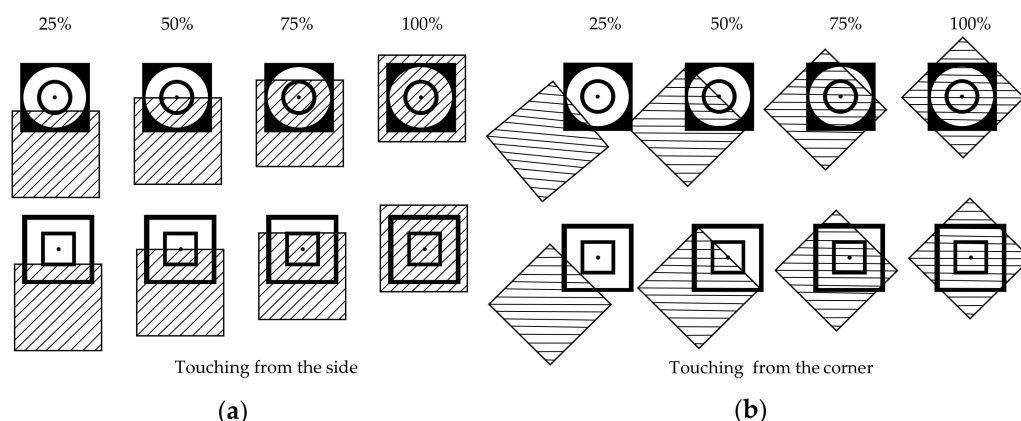 25% 50% 75% 100% 25% 50% 75% 100%
Touching from the side Touching from the corner
(a) (b)